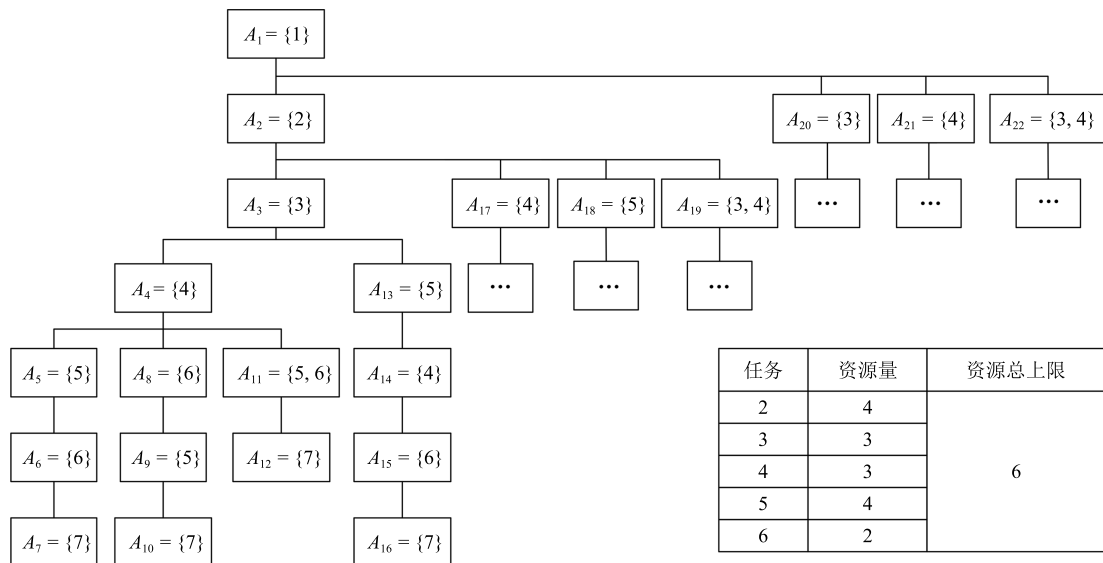 A₁ = {1}
A₂ = {2}
A₂₀ = {3}
A₂₁ = {4}
A₂₂ = {3, 4}
A₃ = {3}
A₁₇ = {4}
A₁₈ = {5}
A₁₉ = {3, 4}
…
…
…
A₄ = {4}
A₁₃ = {5}
…
…
…
A₅ = {5}
A₈ = {6}
A₁₁ = {5, 6}
A₁₄ = {4}
A₆ = {6}
A₉ = {5}
A₁₂ = {7}
A₁₅ = {6}
A₇ = {7}
A₁₀ = {7}
A₁₆ = {7}
任务 资源量 资源总上限
2 4
3 3
4 3 6
5 4
6 2